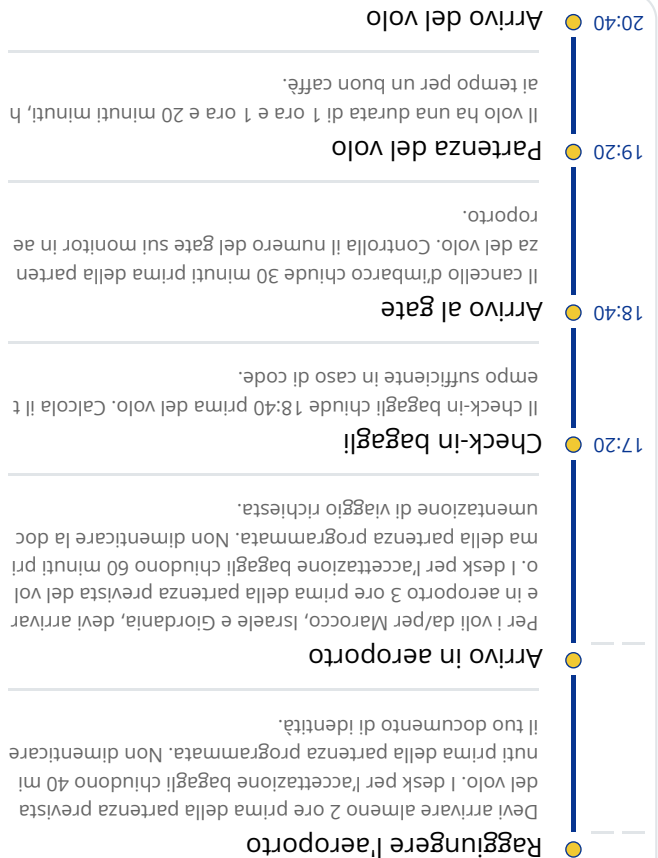 Raggiungere l'aeroporto
Devi arrivare almeno 2 ore prima della partenza prevista
del volo. I desk per l'accettazione bagagli chiudono 40 mi
nuti prima della partenza programmata. Non dimenticare
il tuo documento di identità.
Arrivo in aeroporto
Per i voli da/per Marocco, Israele e Giordania, devi arrivar
e in aeroporto 3 ore prima della partenza prevista del vol
o. I desk per l'accettazione bagagli chiudono 60 minuti pri
ma della partenza programmata. Non dimenticare la doc
umentazione di viaggio richiesta.
17:20 Check-in bagagli
Il check-in bagagli chiude 18:40 prima del volo. Calcola il t
empo sufficiente in caso di code.
18:40 Arrivo al gate
Il cancello d'imbarco chiude 30 minuti prima della parten
za del volo. Controlla il numero del gate sui monitor in ae
roporto.
19:20 Partenza del volo
Il volo ha una durata di 1 ora e 1 ora e 20 minuti minuti, h
ai tempo per un buon caffè.
20:40 Arrivo del volo